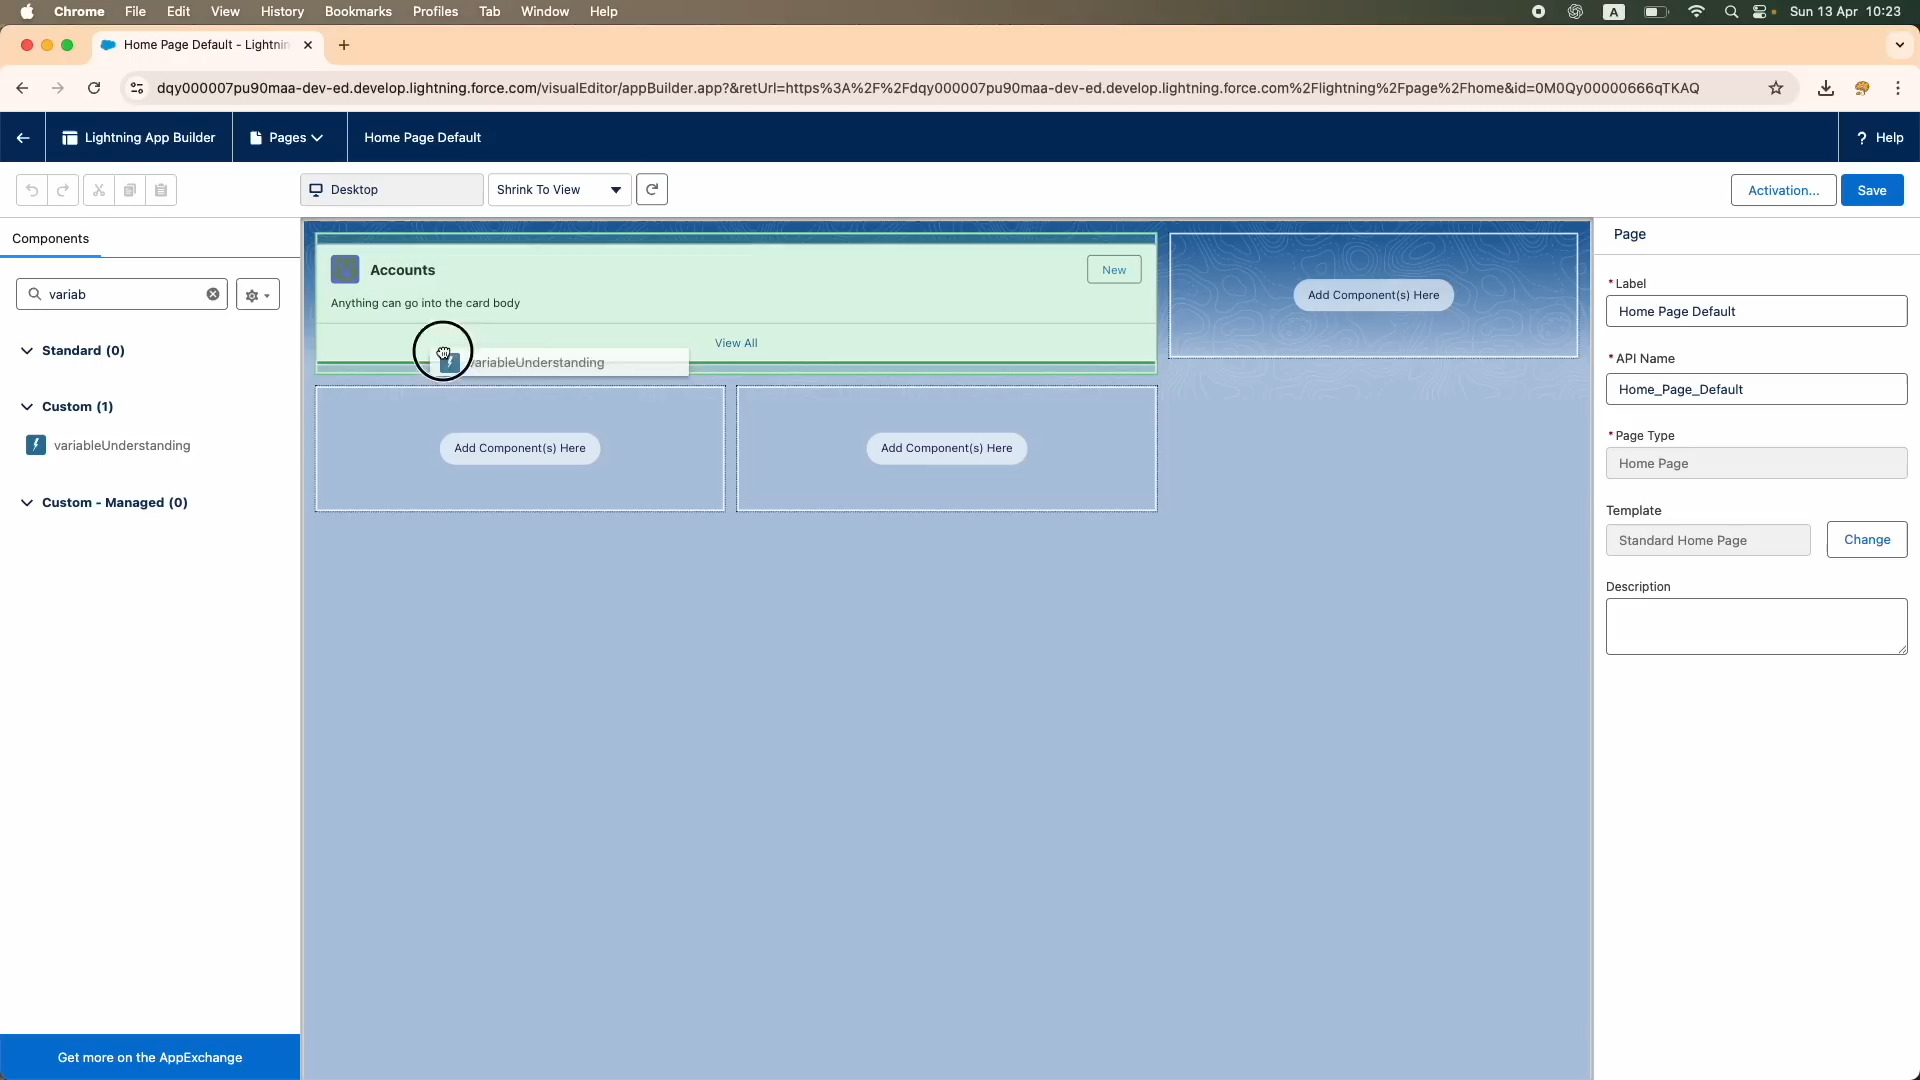 Chrome File Edit View History Bookmarks Profiles Tab Window Help
A
Sun 13 Apr 10:23
Home Page Default - Lightnin
dqy000007pu90maa-dev-ed.develop.lightning.force.com/visualEditor/appBuilder.app?&retUrl=https%3A%2F%2Fdqy000007pu90maa-dev-ed.develop.lightning.force.com%2Flightning%2Fpage%2Fhome&id=0M0Qy00000666qTKAQ
Lightning App Builder
Pages
Home Page Default
? Help
Desktop
Shrink To View
Activation...
Save
Components
variab
Standard (0)
Custom (1)
variableUnderstanding
Custom - Managed (0)
Get more on the AppExchange
Accounts
New
Anything can go into the card body
View All
variableUnderstanding
Add Component(s) Here
Add Component(s) Here
Add Component(s) Here
Page
* Label
Home Page Default
* API Name
Home_Page_Default
* Page Type
Home Page
Template
Standard Home Page
Change
Description